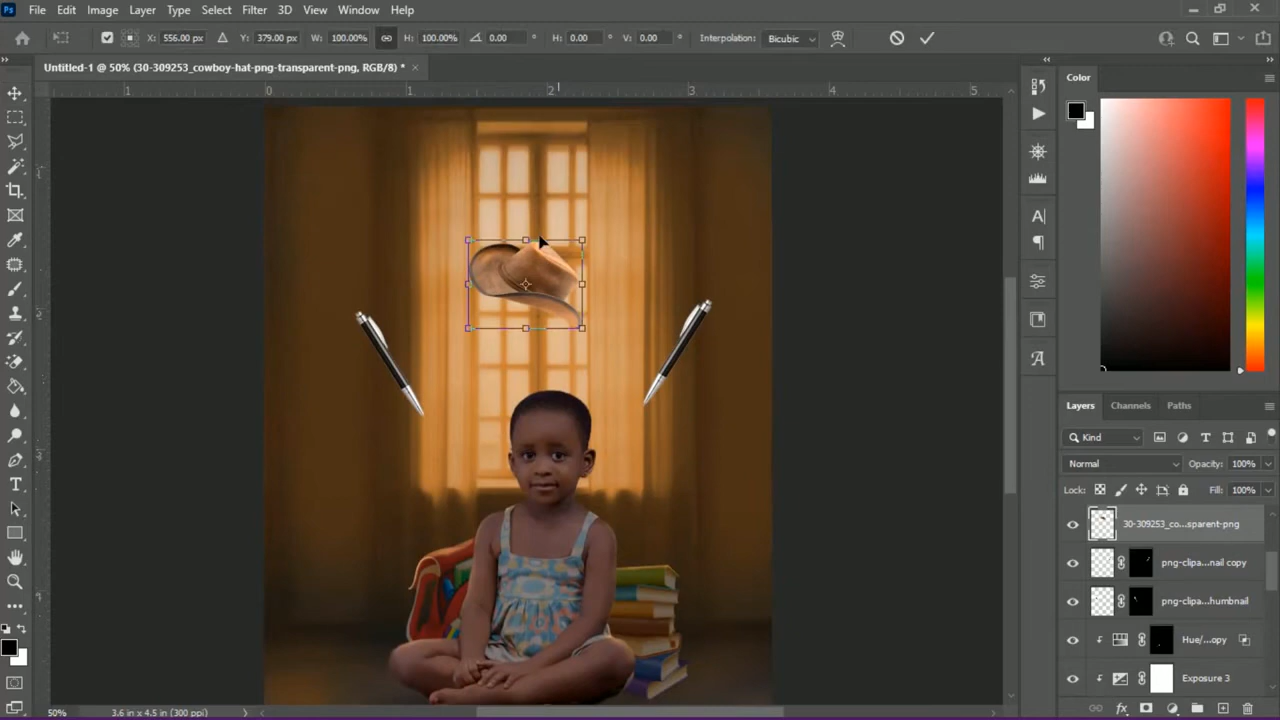 Ps File Edit Image Layer Type Select Filter 3D View Window Help
X: 556.00 px Y: 379.00 px W: 100.00% H: 100.00% 0.00 ° H: 0.00 ° V: 0.00 ° Interpolation: Bicubic
Untitled-1 @ 50% (30-309253_cowboy-hat-png-transparent-png, RGB/8) * ×
1 0 1 2 3 4 5
Color
Layers Channels Paths
Kind
Normal Opacity: 100%
Lock: Fill: 100%
30-309253_co...sparent-png
png-clipa...nail copy
png-clipa...humbnail
Hue/...opy
Exposure 3
50% 3.6 in x 4.5 in (300 ppi)